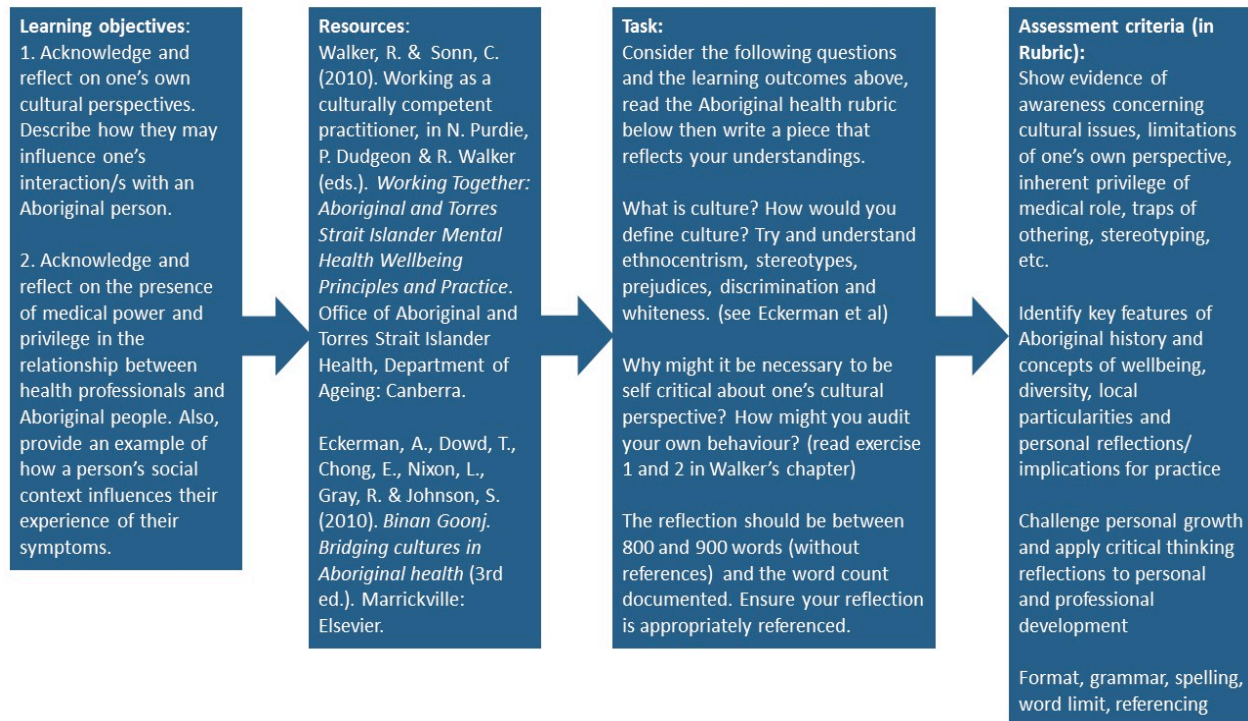 Learning objectives:
1. Acknowledge and
reflect on one's own
cultural perspectives.
Describe how they may
influence one's
interaction/s with an
Aboriginal person.
2. Acknowledge and
reflect on the presence
of medical power and
privilege in the
relationship between
health professionals and
Aboriginal people. Also,
provide an example of
how a person's social
context influences their
experience of their
symptoms.
Resources:
Walker, R. & Sonn, C.
(2010). Working as a
culturally competent
practitioner, in N. Purdie,
P. Dudgeon & R. Walker
(eds.). Working Together:
Aboriginal and Torres
Strait Islander Mental
Health Wellbeing
Principles and Practice.
Office of Aboriginal and
Torres Strait Islander
Health, Department of
Ageing: Canberra.
Eckerman, A., Dowd, T.,
Chong, E., Nixon, L.,
Gray, R. & Johnson, S.
(2010). Binan Goonj.
Bridging cultures in
Aboriginal health (3rd
ed.). Marrickville:
Elsevier.
Task:
Consider the following questions
and the learning outcomes above,
read the Aboriginal health rubric
below then write a piece that
reflects your understandings.
What is culture? How would you
define culture? Try and understand
ethnocentrism, stereotypes,
prejudices, discrimination and
whiteness. (see Eckerman et al)
Why might it be necessary to be
self critical about one's cultural
perspective? How might you audit
your own behaviour? (read exercise
1 and 2 in Walker's chapter)
The reflection should be between
800 and 900 words (without
references) and the word count
documented. Ensure your reflection
is appropriately referenced.
Assessment criteria (in
Rubric):
Show evidence of
awareness concerning
cultural issues, limitations
of one's own perspective,
inherent privilege of
medical role, traps of
othering, stereotyping,
etc.
Identify key features of
Aboriginal history and
concepts of wellbeing,
diversity, local
particularities and
personal reflections/
implications for practice
Challenge personal growth
and apply critical thinking
reflections to personal
and professional
development
Format, grammar, spelling,
word limit, referencing